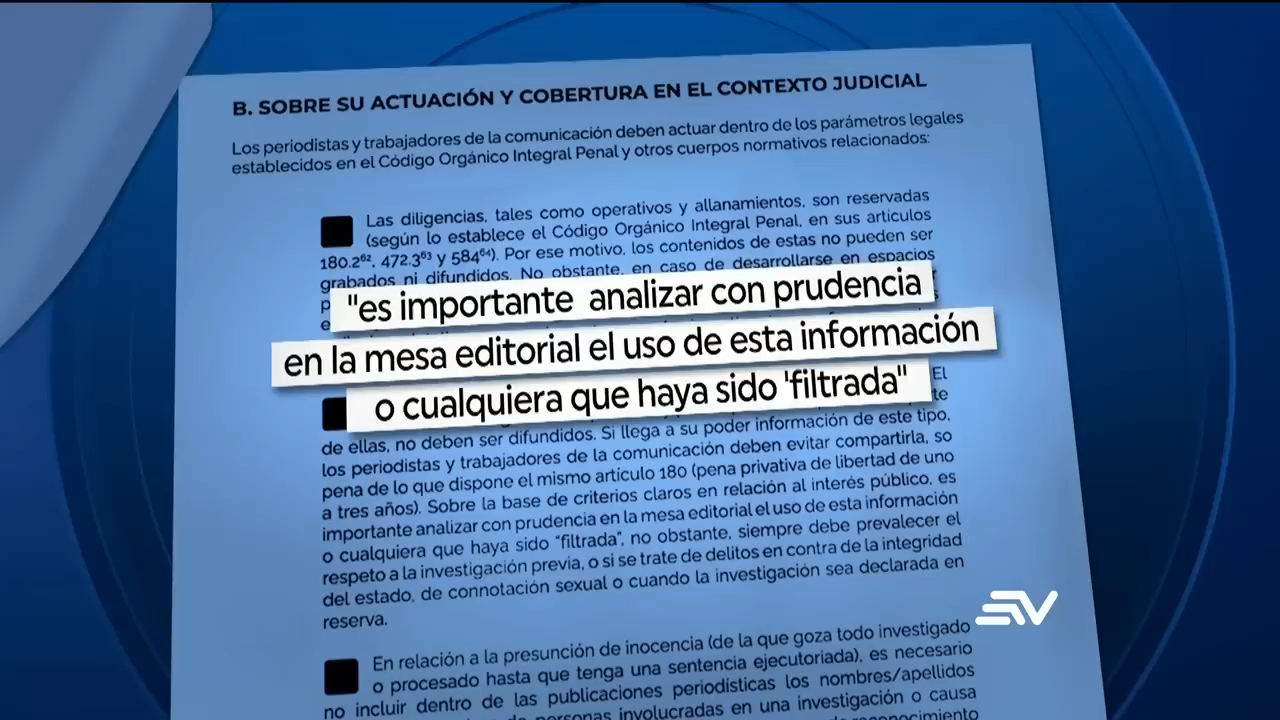 B. SOBRE SU ACTUACIÓN Y COBERTURA EN EL CONTEXTO JUDICIAL
Los periodistas y trabajadores de la comunicación deben actuar dentro de los parámetros legales
establecidos en el Código Orgánico Integral Penal y otros cuerpos normativos relacionados:
Las diligencias, tales como operativos y allanamientos, son reservadas
(según lo establece el Código Orgánico Integral Penal, en sus articulos
180.2⁶², 472.3⁶³ y 584⁶⁴). Por ese motivo, los contenidos de estas no pueden ser
grabados ni difundidos. No obstante, en caso de desarrollarse en espacios
"es importante analizar con prudencia
en la mesa editorial el uso de esta información
o cualquiera que haya sido 'filtrada"
El
de ellas, no deben ser difundidos. Si llega a su poder información de este tipo,
los periodistas y trabajadores de la comunicación deben evitar compartirla, so
pena de lo que dispone el mismo artículo 180 (pena privativa de libertad de uno
a tres años). Sobre la base de criterios claros en relación al interés público, es
importante analizar con prudencia en la mesa editorial el uso de esta información
o cualquiera que haya sido "filtrada", no obstante, siempre debe prevalecer el
respeto a la investigación previa, o si se trate de delitos en contra de la integridad
del estado, de connotación sexual o cuando la investigación sea declarada en
reserva.
En relación a la presunción de inocencia (de la que goza todo investigado
o procesado hasta que tenga una sentencia ejecutoriada), es necesario
no incluir dentro de las publicaciones periodísticas los nombres/apellidos
personas involucradas en una investigación o causa
reconocimiento